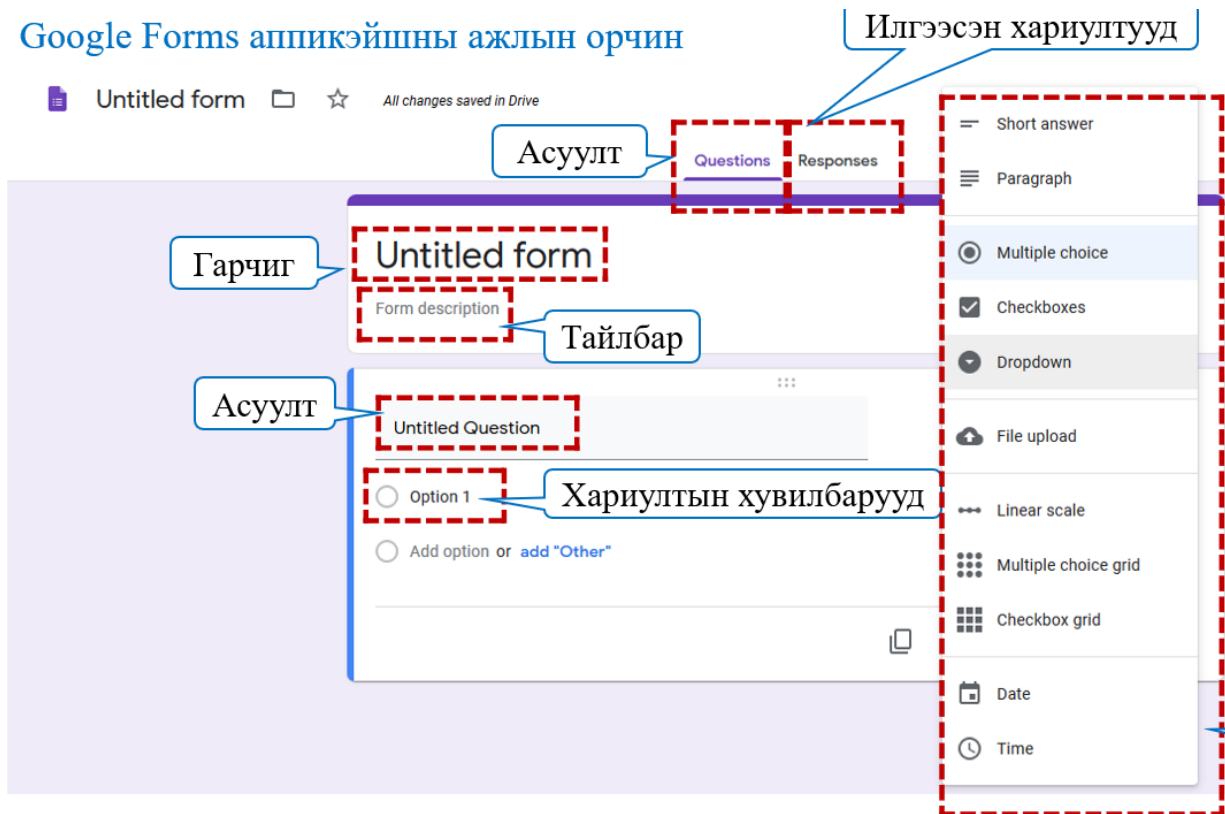 Google Forms аппикэйшны ажлын орчин
Илгээсэн хариултууд
Untitled form
All changes saved in Drive
Асуулт
Questions
Responses
Гарчиг
Untitled form
Form description
Тайлбар
Асуулт
Untitled Question
Option 1
Хариултын хувилбарууд
Add option or add "Other"
Short answer
Paragraph
Multiple choice
Checkboxes
Dropdown
File upload
Linear scale
Multiple choice grid
Checkbox grid
Date
Time